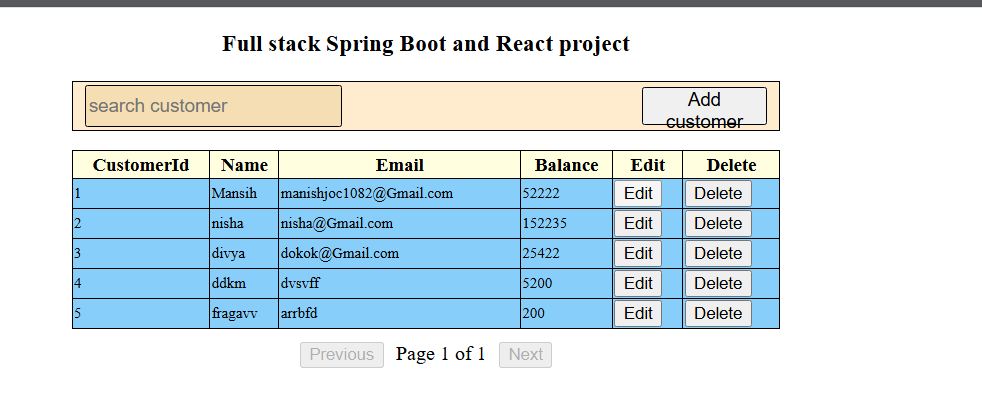 Full stack Spring Boot and React project
search customer
Add
customer
CustomerId Name Email Balance Edit Delete
1 Mansih manishjoc1082@Gmail.com 52222 Edit Delete
2 nisha nisha@Gmail.com 152235 Edit Delete
3 divya dokok@Gmail.com 25422 Edit Delete
4 ddkm dvsvff 5200 Edit Delete
5 fragavv arrbfd 200 Edit Delete
Previous Page 1 of 1 Next